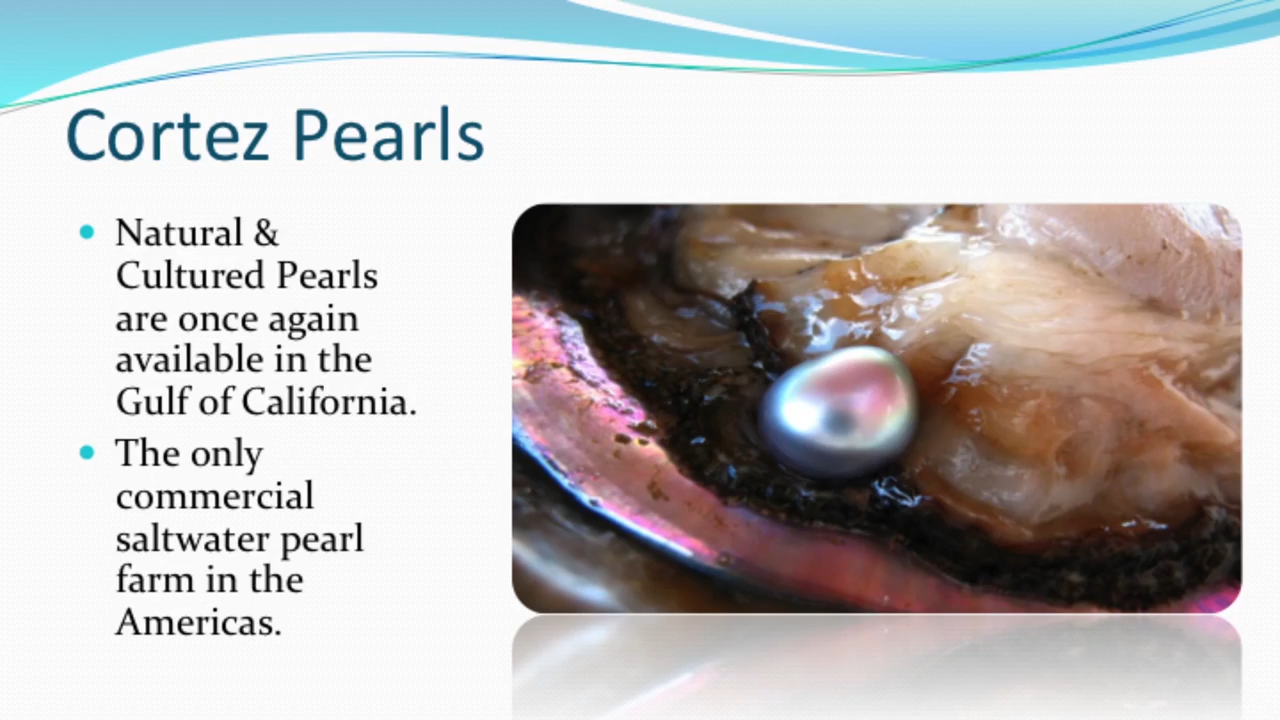 Cortez Pearls
Natural &
Cultured Pearls
are once again
available in the
Gulf of California.
The only
commercial
saltwater pearl
farm in the
Americas.